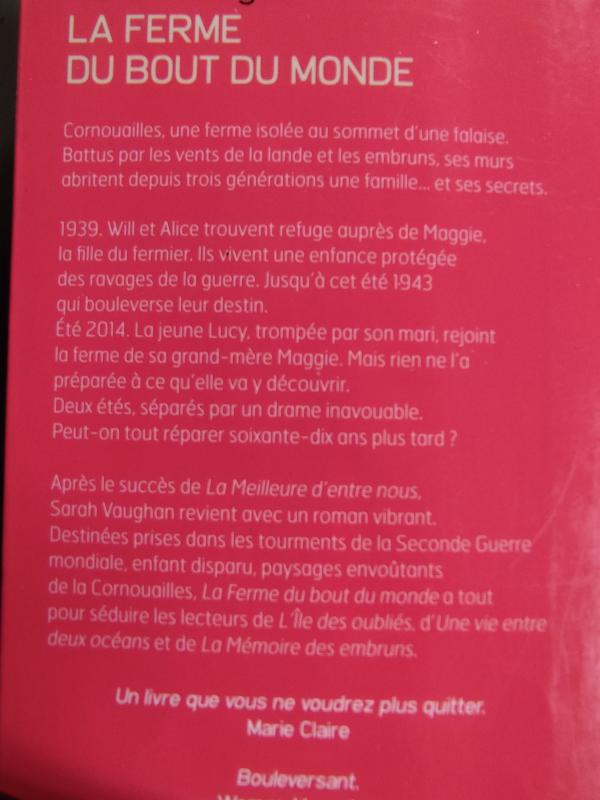 LA FERME
DU BOUT DU MONDE
Cornouailles, une ferme isolée au sommet d'une falaise.
Battus par les vents de la lande et les embruns, ses murs
abritent depuis trois générations une famille... et ses secrets.
1939. Will et Alice trouvent refuge auprès de Maggie,
la fille du fermier. Ils vivent une enfance protégée
des ravages de la guerre. Jusqu'à cet été 1943
qui bouleverse leur destin.
Été 2014. La jeune Lucy, trompée par son mari, rejoint
la ferme de sa grand-mère Maggie. Mais rien ne l'a
préparée à ce qu'elle va y découvrir.
Deux étés, séparés par un drame inavouable.
Peut-on tout réparer soixante-dix ans plus tard ?
Après le succès de La Meilleure d'entre nous,
Sarah Vaughan revient avec un roman vibrant.
Destinées prises dans les tourments de la Seconde Guerre
mondiale, enfant disparu, paysages envoûtants
de la Cornouailles, La Ferme du bout du monde a tout
pour séduire les lecteurs de L'Île des oubliés, d'Une vie entre
deux océans et de La Mémoire des embruns.
Un livre que vous ne voudrez plus quitter.
Marie Claire
Bouleversant.